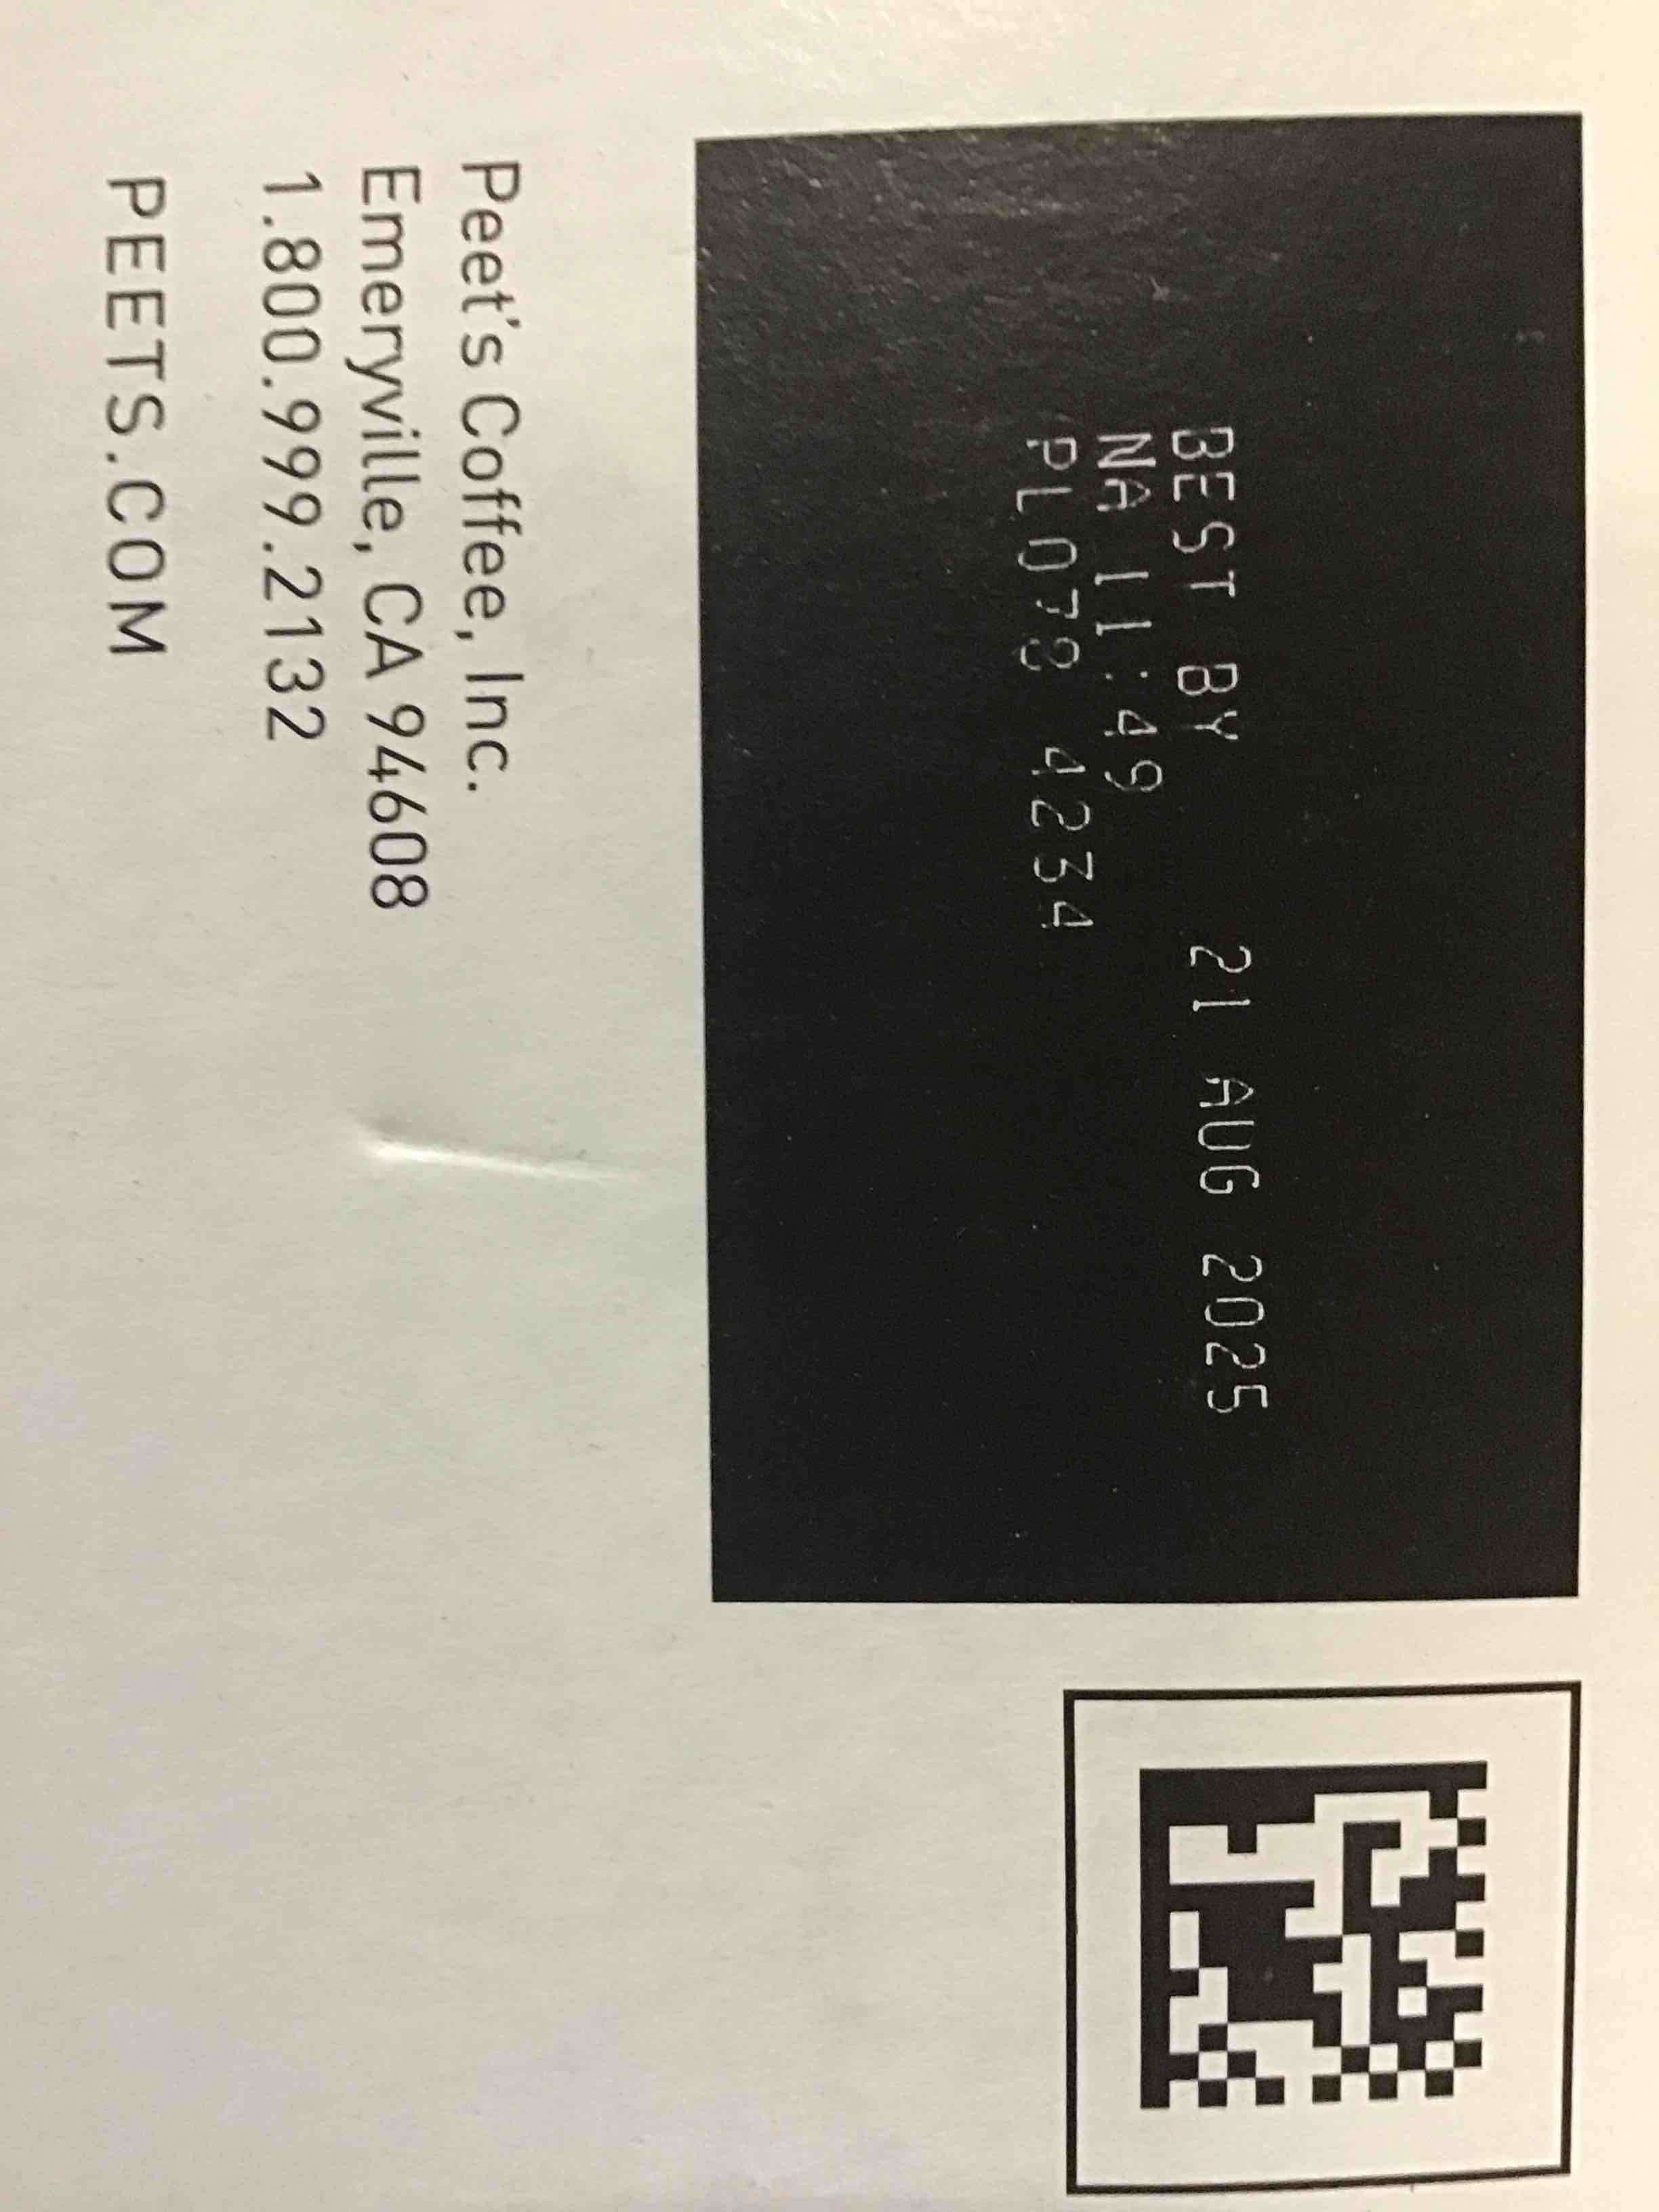 BEST BY 21 AUG 2025
NA 11:49
PL078 4234
Peet's Coffee, Inc.
Emeryville, CA 94608
1.800.999.2132
PEETS.COM